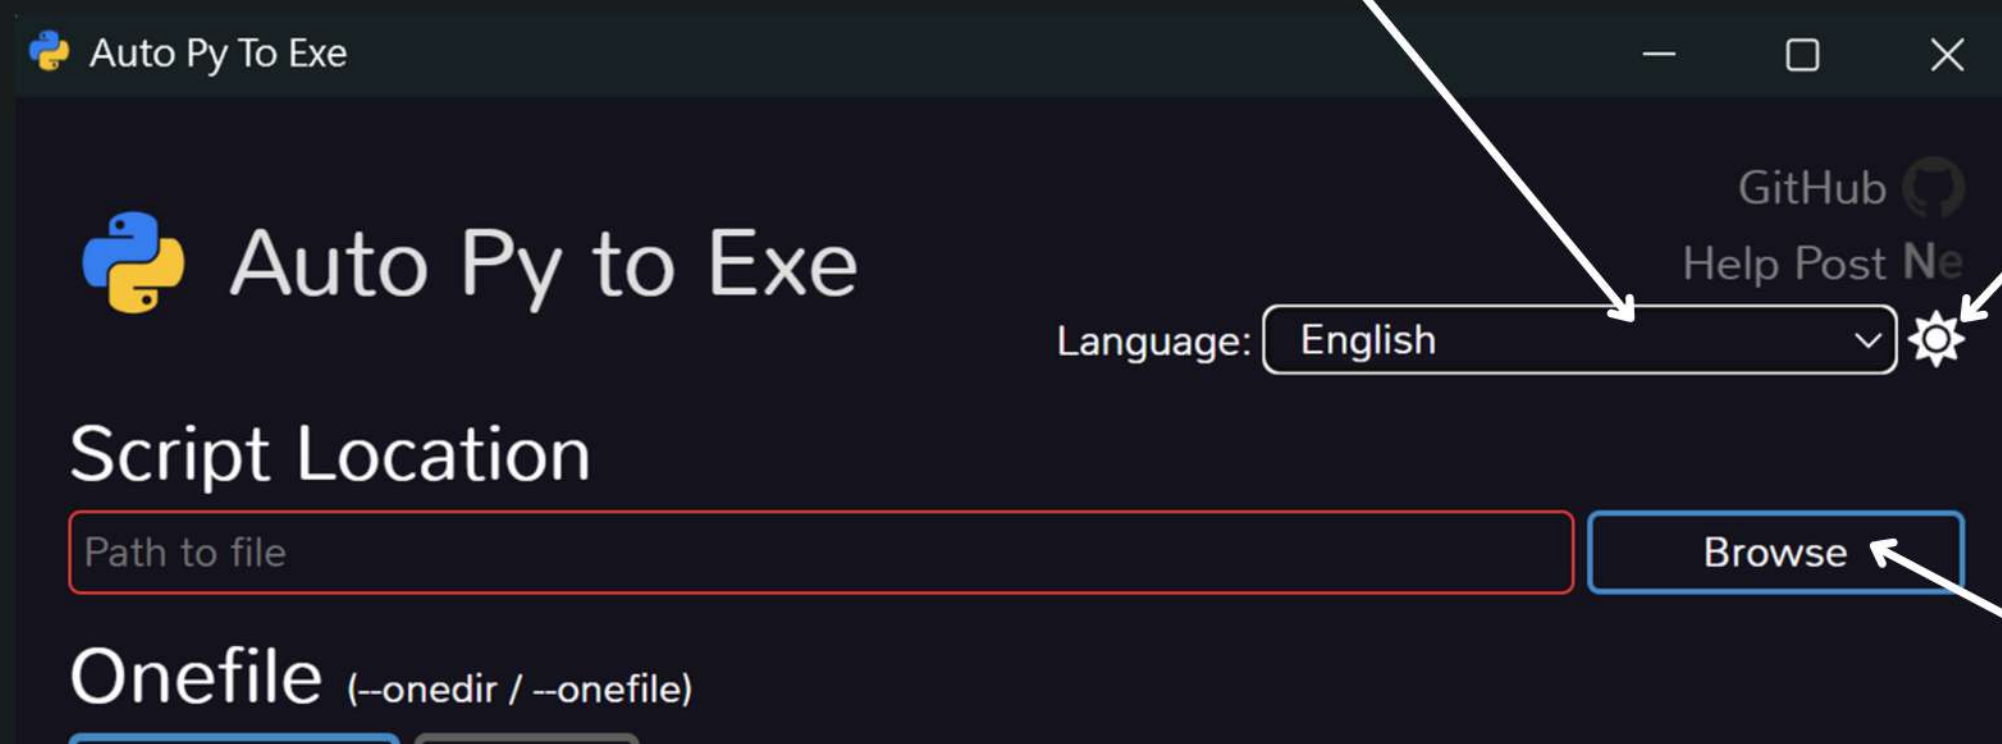 Auto Py To Exe
GitHub
Auto Py to Exe
Help Post Ne
Language: English
Script Location
Path to file
Browse
Onefile (--onedir / --onefile)